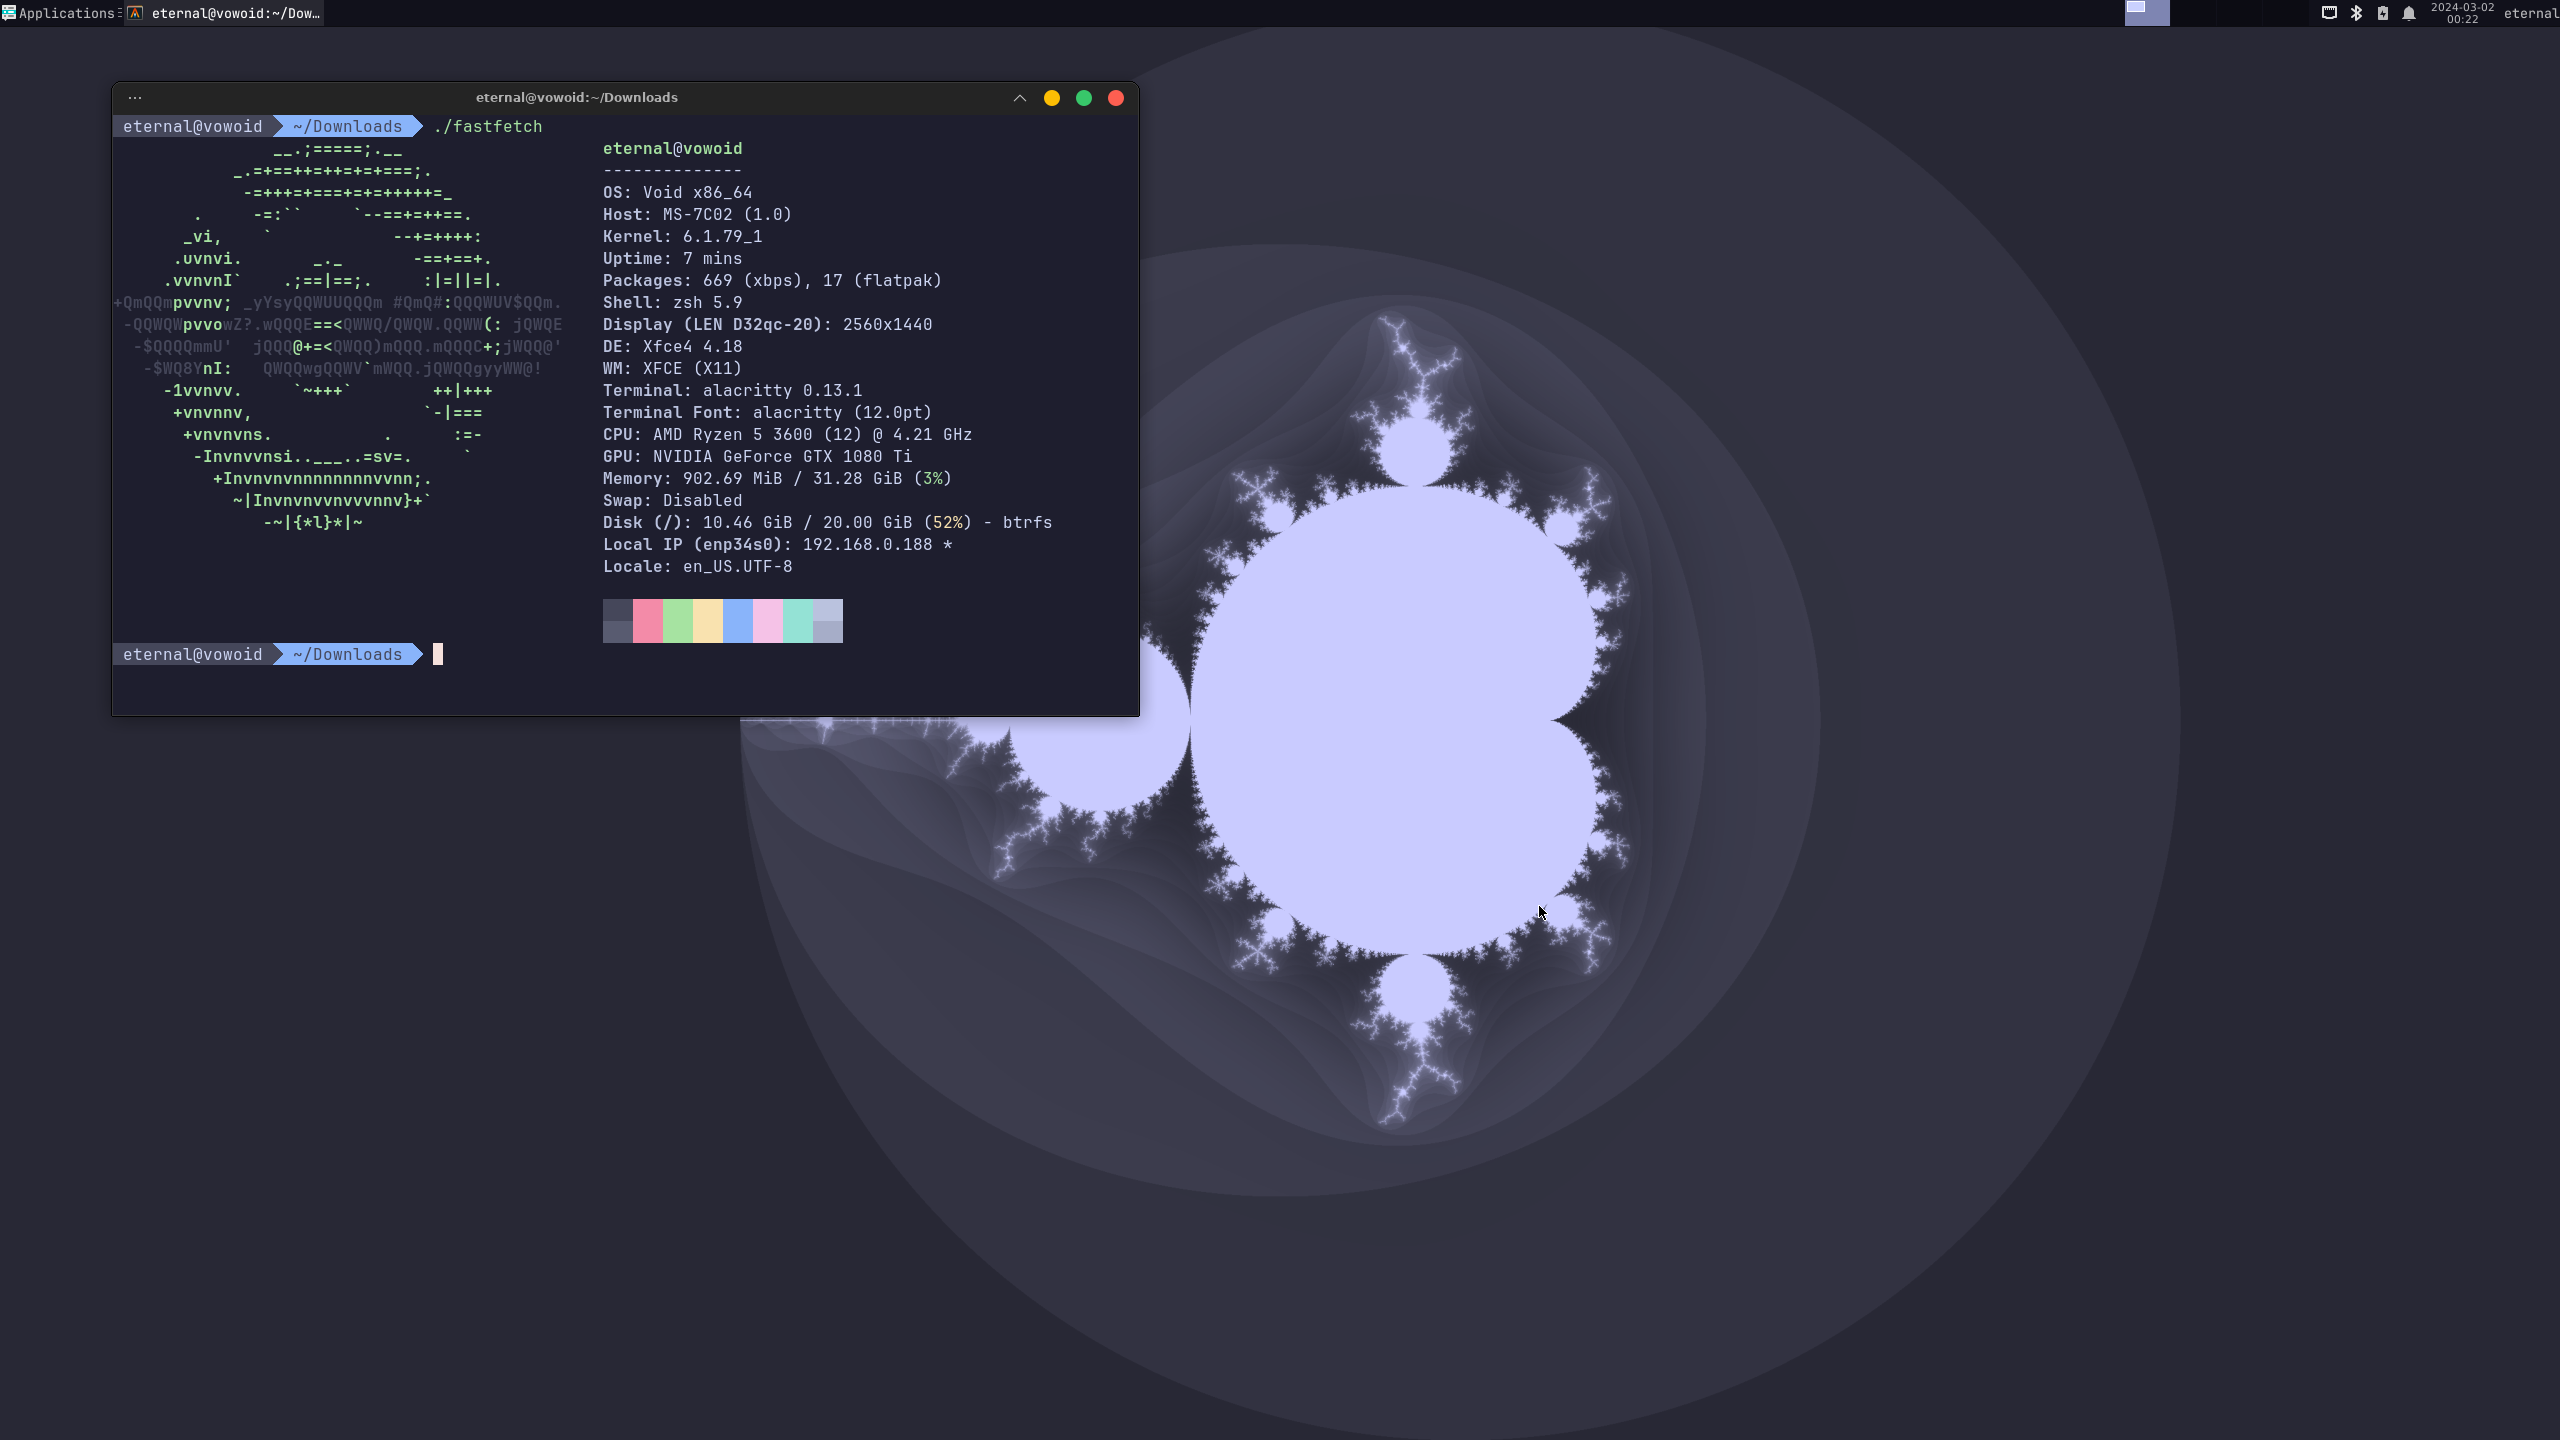 Applications
eternal@vowoid:~/Dow…
2024-03-02
00:22
eternal
eternal@vowoid:~/Downloads
eternal@vowoid ~/Downloads ./fastfetch
eternal@vowoid
--------------
OS: Void x86_64
Host: MS-7C02 (1.0)
Kernel: 6.1.79_1
Uptime: 7 mins
Packages: 669 (xbps), 17 (flatpak)
Shell: zsh 5.9
Display (LEN D32qc-20): 2560x1440
DE: Xfce4 4.18
WM: XFCE (X11)
Terminal: alacritty 0.13.1
Terminal Font: alacritty (12.0pt)
CPU: AMD Ryzen 5 3600 (12) @ 4.21 GHz
GPU: NVIDIA GeForce GTX 1080 Ti
Memory: 902.69 MiB / 31.28 GiB (3%)
Swap: Disabled
Disk (/): 10.46 GiB / 20.00 GiB (52%) - btrfs
Local IP (enp34s0): 192.168.0.188 *
Locale: en_US.UTF-8
eternal@vowoid ~/Downloads